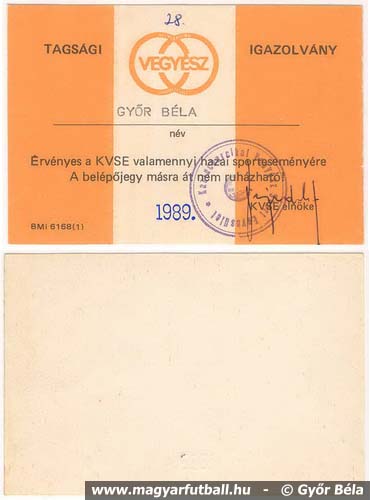 28.
TAGSÁGI IGAZOLVÁNY
VEGYÉSZ
GYŐR BÉLA
név
Érvényes a KVSE valamennyi hazai sporteseményére
A belépőjegy másra át nem ruházható!
1989.
KVSE elnöke
BMi 6168(1)
www.magyarfutball.hu - © Győr Béla